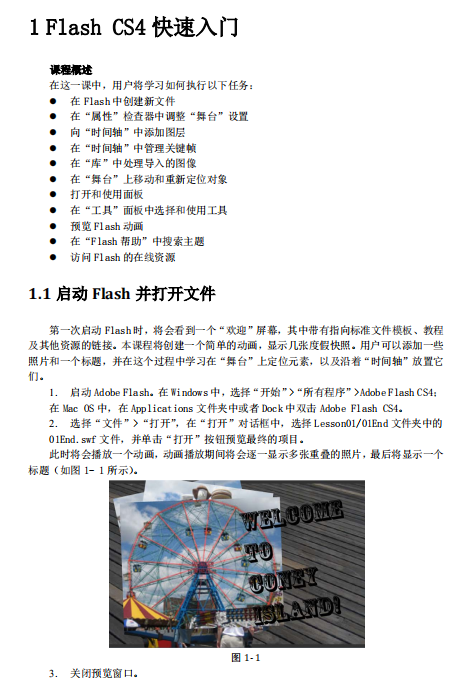 1 Flash CS4 快速入门
课程概述
在这一课中，用户将学习如何执行以下任务：
● 在 Flash 中创建新文件
● 在“属性”检查器中调整“舞台”设置
● 向“时间轴”中添加图层
● 在“时间轴”中管理关键帧
● 在“库”中处理导入的图像
● 在“舞台”上移动和重新定位对象
● 打开和使用面板
● 在“工具”面板中选择和使用工具
● 预览 Flash 动画
● 在“Flash 帮助”中搜索主题
● 访问 Flash 的在线资源
1.1 启动 Flash 并打开文件
第一次启动 Flash 时，将会看到一个“欢迎”屏幕，其中带有指向标准文件模板、教程
及其他资源的链接。本课程将创建一个简单的动画，显示几张度假快照。用户可以添加一些
照片和一个标题，并在这个过程中学习在“舞台”上定位元素，以及沿着“时间轴”放置它
们。
1. 启动 Adobe Flash。在 Windows 中，选择“开始”>“所有程序”>Adobe Flash CS4；
在 Mac OS 中，在 Applications 文件夹中或者 Dock 中双击 Adobe Flash CS4。
2. 选择“文件”>“打开”，在“打开”对话框中，选择 Lesson01/01End 文件夹中的
01End.swf 文件，并单击“打开”按钮预览最终的项目。
此时将会播放一个动画，动画播放期间将会逐一显示多张重叠的照片，最后将显示一个
标题（如图 1- 1 所示）。
WELCOME
TO
CONEY
ISLAND!
图 1- 1
3. 关闭预览窗口。